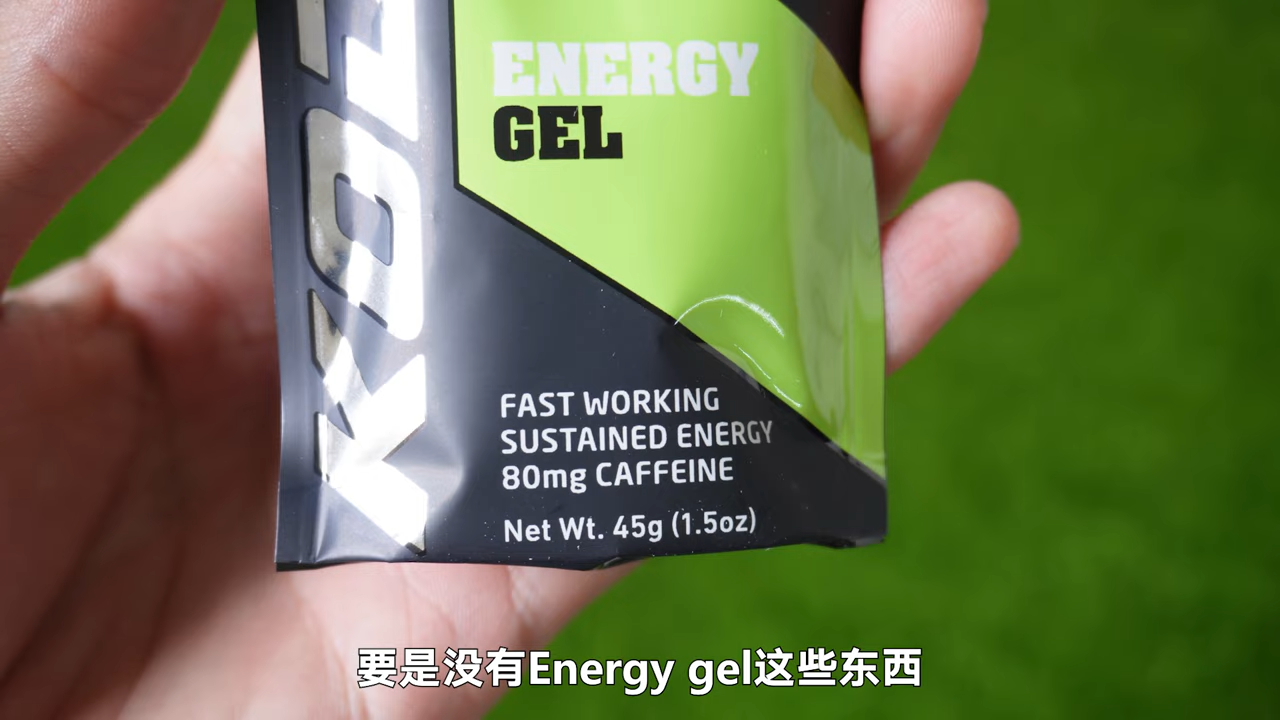 ENERGY
GEL
FAST WORKING
SUSTAINED ENERGY
80mg CAFFEINE
Net Wt. 45g (1.5oz)
要是没有Energy gel这些东西